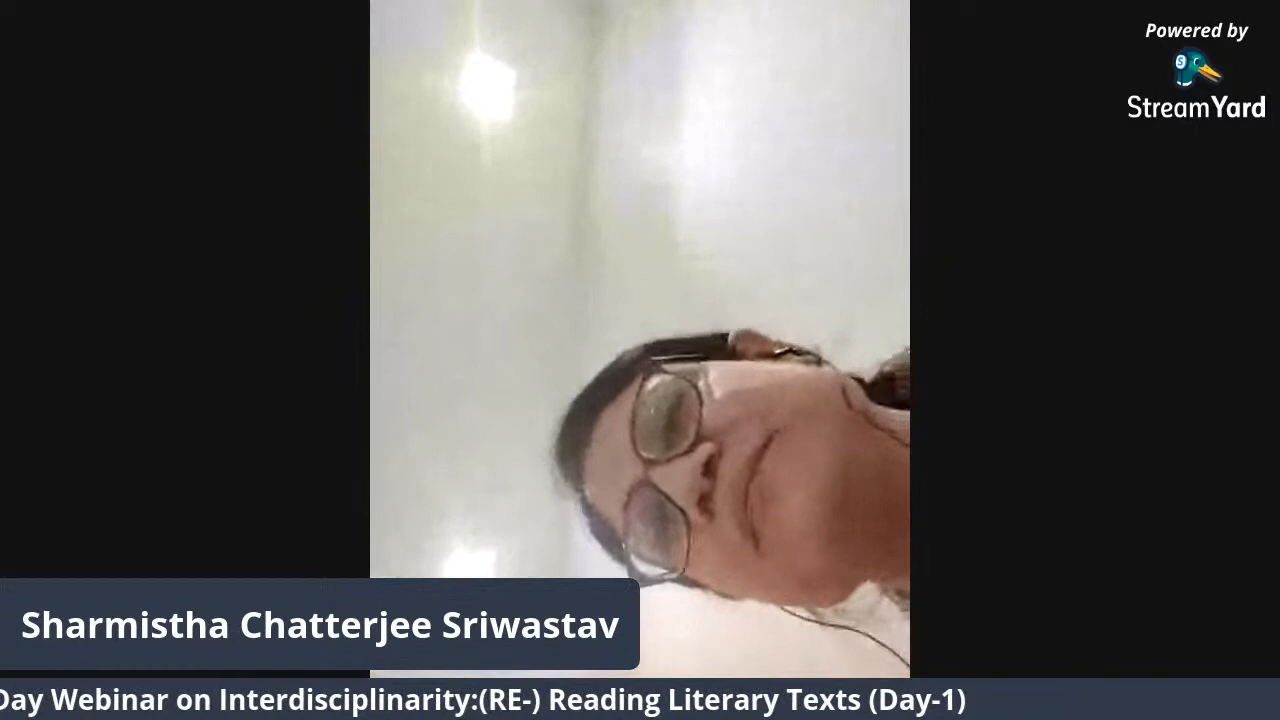 Powered by
StreamYard
Sharmistha Chatterjee Sriwastav
Day Webinar on Interdisciplinarity:(RE-) Reading Literary Texts (Day-1)